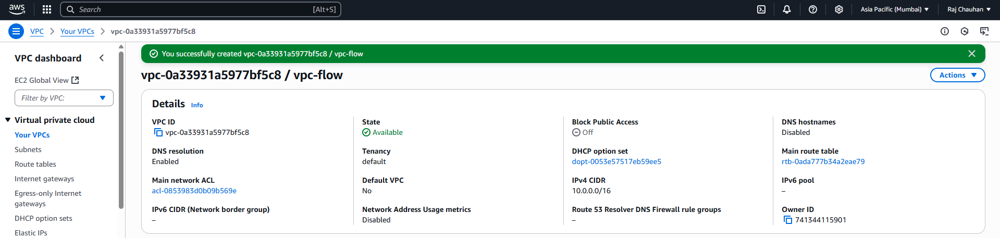 aws
Search [Alt+S]
Asia Pacific (Mumbai) Raj Chauhan
VPC Your VPCs vpc-0a33931a5977bf5c8
VPC dashboard
EC2 Global View
Filter by VPC:
Virtual private cloud
Your VPCs
Subnets
Route tables
Internet gateways
Egress-only Internet
gateways
DHCP option sets
Elastic IPs
You successfully created vpc-0a33931a5977bf5c8 / vpc-flow
vpc-0a33931a5977bf5c8 / vpc-flow
Actions
Details Info
VPC ID
vpc-0a33931a5977bf5c8
State
Available
Block Public Access
Off
DNS hostnames
Disabled
DNS resolution
Enabled
Tenancy
default
DHCP option set
dopt-0053e57517eb59ee5
Main route table
rtb-0ada777b34a2eae79
Main network ACL
acl-0853983d0b09b569e
Default VPC
No
IPv4 CIDR
10.0.0.0/16
IPv6 pool
–
IPv6 CIDR (Network border group)
–
Network Address Usage metrics
Disabled
Route 53 Resolver DNS Firewall rule groups
–
Owner ID
741344115901